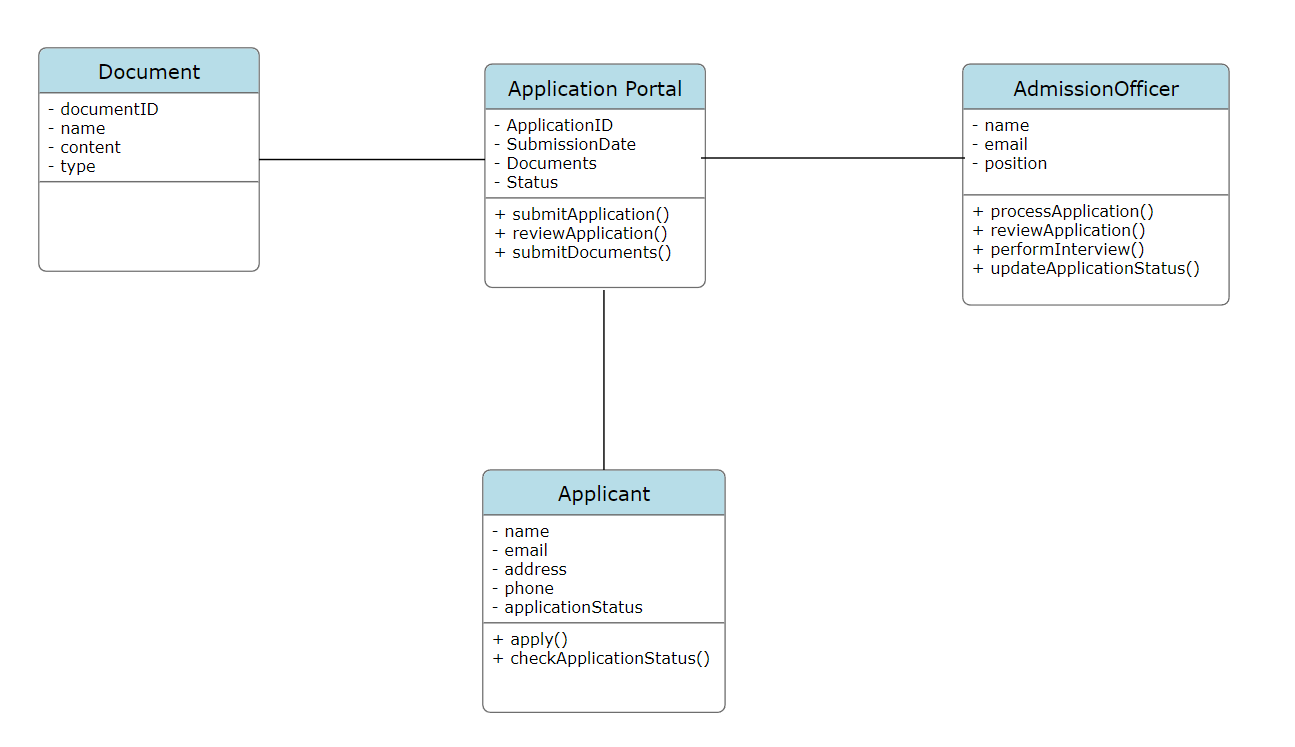 Document
- documentID
- name
- content
- type
Application Portal
- ApplicationID
- SubmissionDate
- Documents
- Status
+ submitApplication()
+ reviewApplication()
+ submitDocuments()
AdmissionOfficer
- name
- email
- position
+ processApplication()
+ reviewApplication()
+ performInterview()
+ updateApplicationStatus()
Applicant
- name
- email
- address
- phone
- applicationStatus
+ apply()
+ checkApplicationStatus()